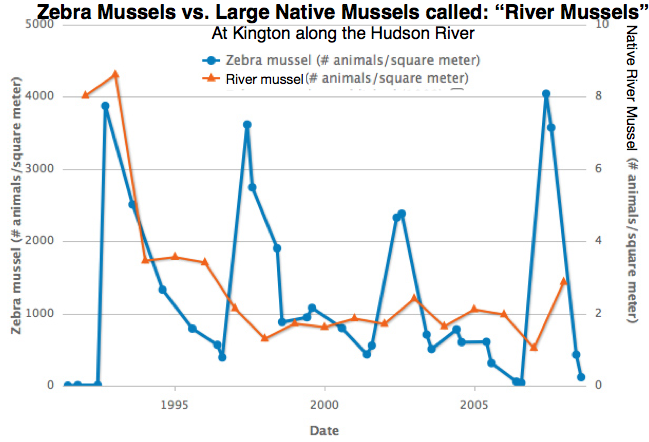 Zebra Mussels vs. Large Native Mussels called: “River Mussels”
At Kington along the Hudson River
Zebra mussel (# animals/square meter)
River mussel(# animals/square meter)
Zebra mussel (# animals/square meter)
5000
4000
3000
2000
1000
0
10
8
6
4
2
0
Native River Mussel (# animals/square meter)
1995
2000
2005
Date